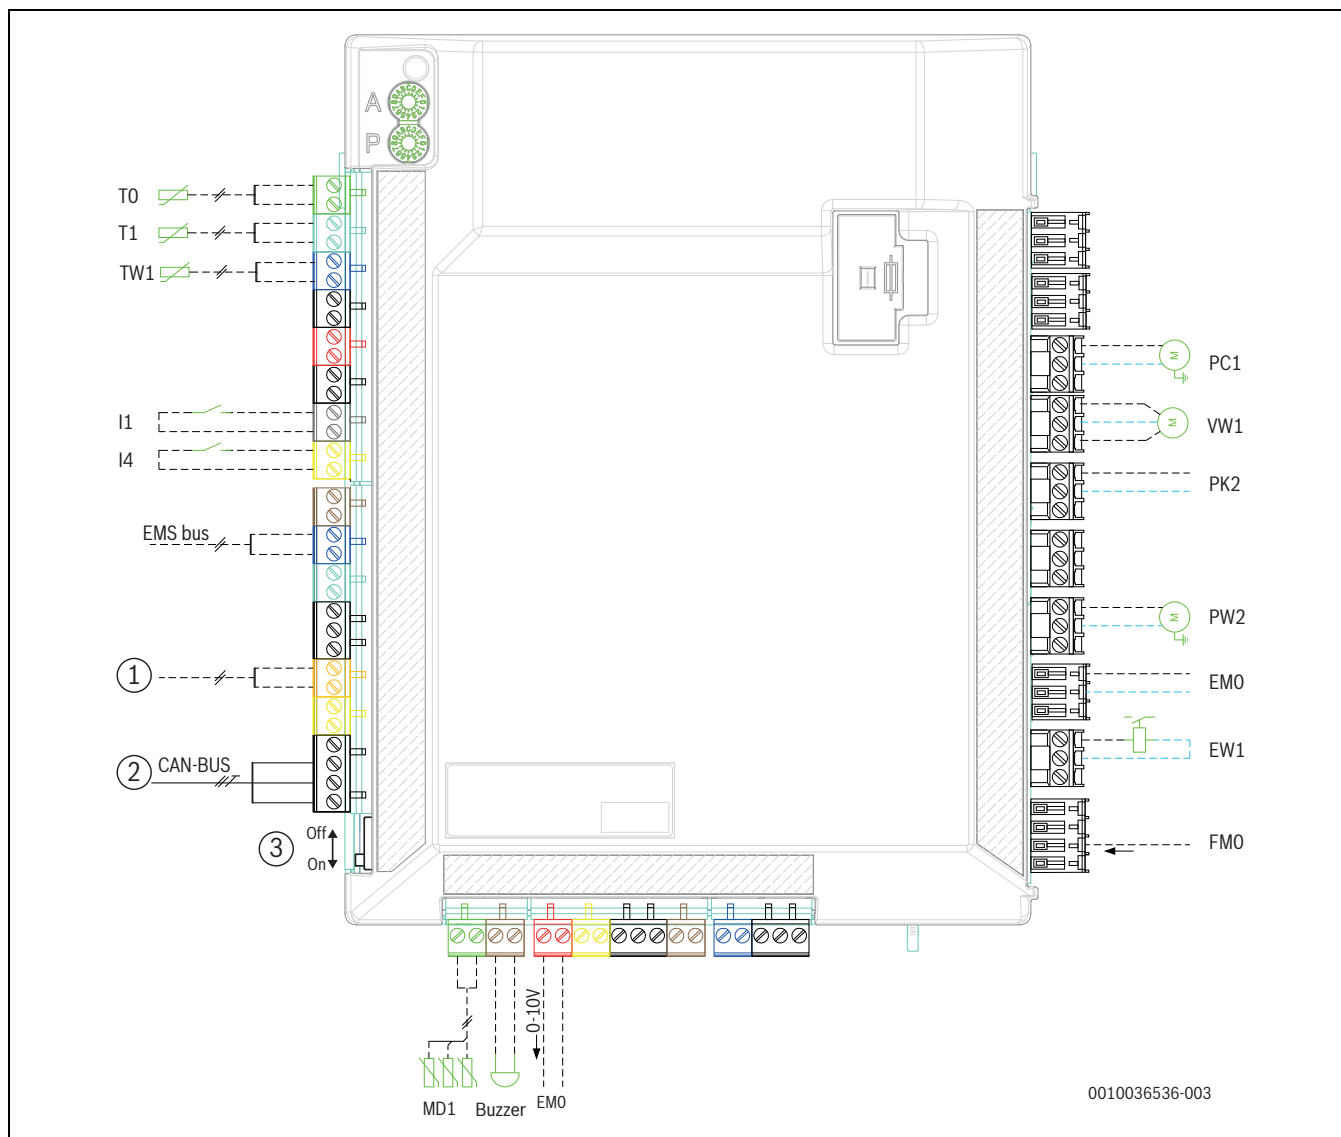 A
P
T0
T1
TW1
I1
I4
EMS bus
1
2 CAN-BUS
3 Off
On
M PC1
M VW1
PK2
M PW2
EM0
EW1
FM0
0-10V
MD1 Buzzer EM0
0010036536-003